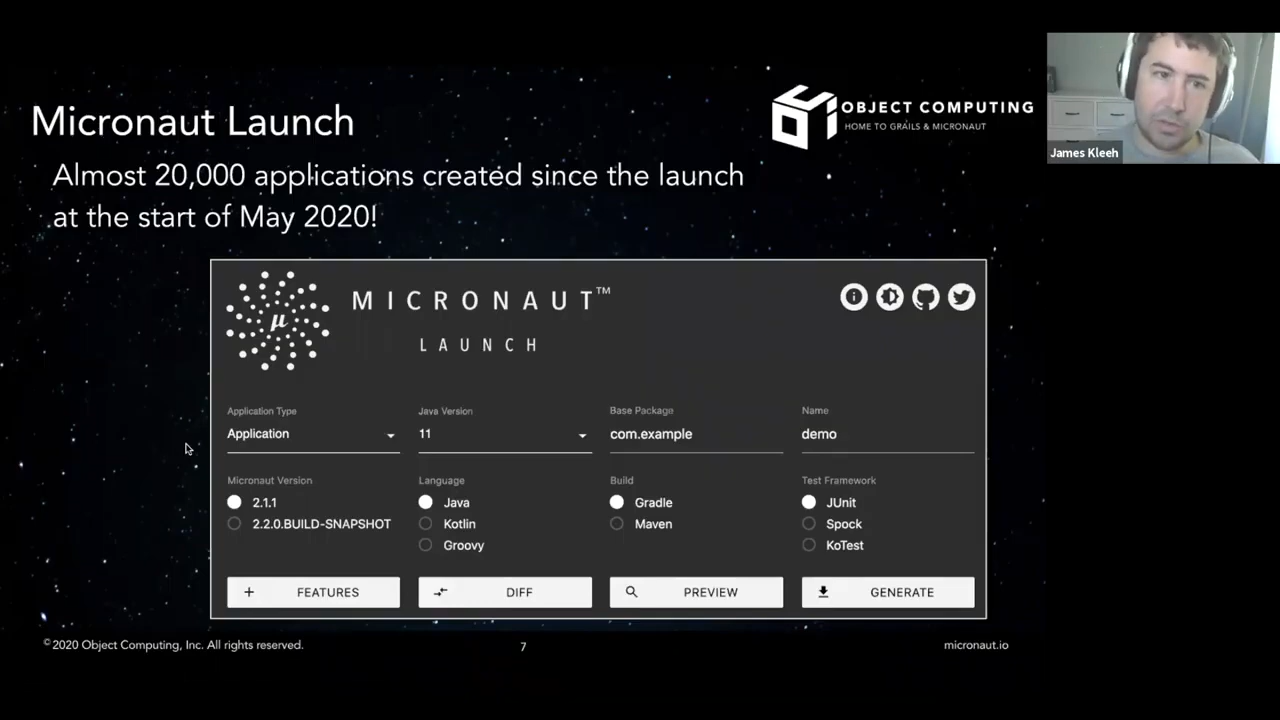 Micronaut Launch
Almost 20,000 applications created since the launch
at the start of May 2020!
OBJECT COMPUTING
HOME TO GRAILS & MICRONAUT
James Kleeh
µ
MICRONAUT™
LAUNCH
Application Type
Application
Java Version
11
Base Package
com.example
Name
demo
Micronaut Version
2.1.1
2.2.0.BUILD-SNAPSHOT
Language
Java
Kotlin
Groovy
Build
Gradle
Maven
Test Framework
JUnit
Spock
KoTest
FEATURES
DIFF
PREVIEW
GENERATE
©2020 Object Computing, Inc. All rights reserved.
7
micronaut.io